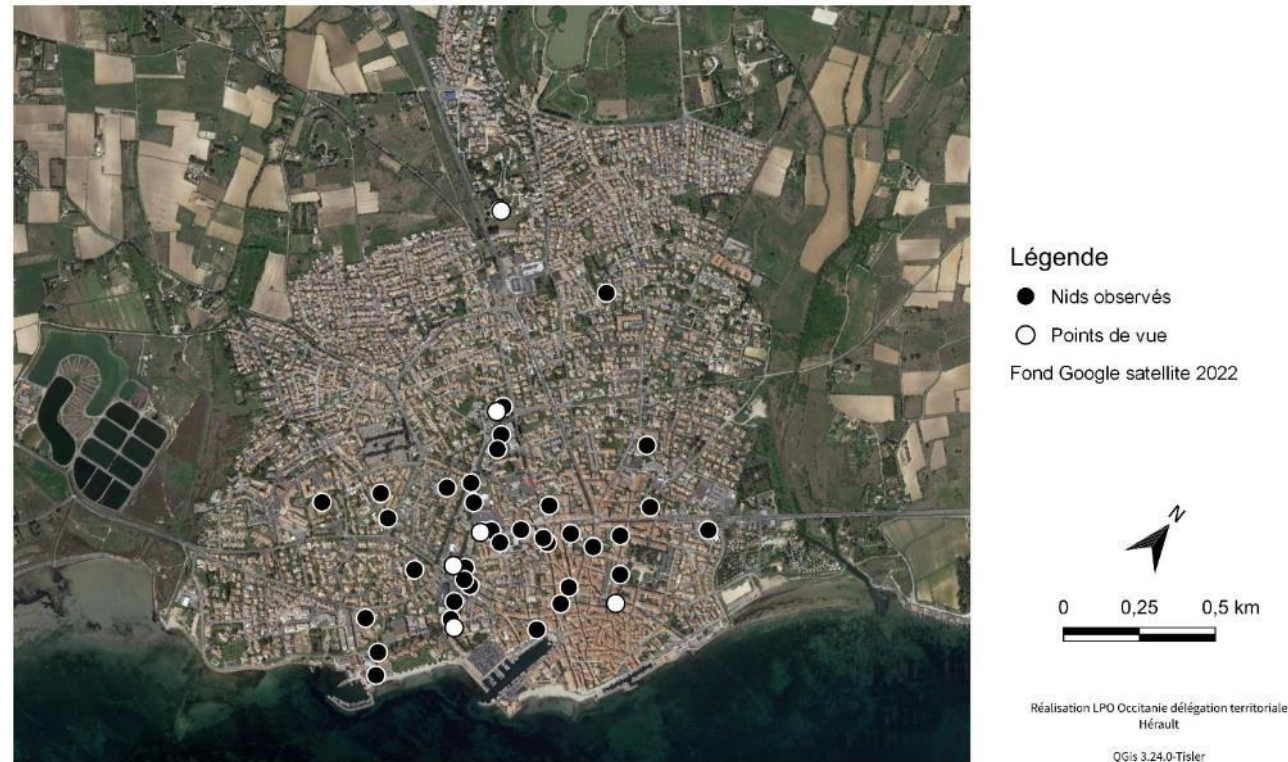 Légende
Nids observés
Points de vue
Fond Google satellite 2022
N
0 0,25 0,5 km
Réalisation LPO Occitanie délégation territoriale
Hérault
QGis 3.24.0-Tisler